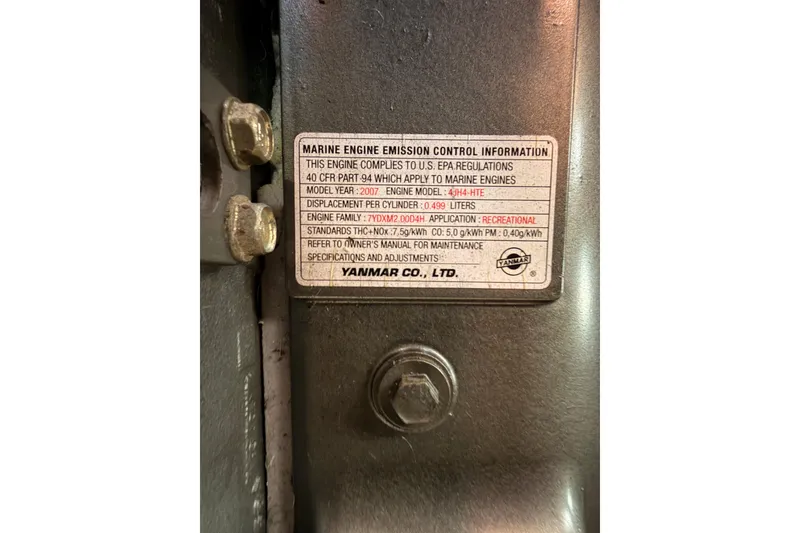 MARINE ENGINE EMISSION CONTROL INFORMATION
THIS ENGINE COMPLIES TO U.S. EPA REGULATIONS
40 CFR PART 94 WHICH APPLY TO MARINE ENGINES
MODEL YEAR : 2007 ENGINE MODEL : 4JH4-HTE
DISPLACEMENT PER CYLINDER : 0.499 LITERS
ENGINE FAMILY : 7YDXM2.00D4H APPLICATION : RECREATIONAL
STANDARDS THC+NOx : 7,5g/kWh CO: 5,0 g/kWh PM : 0,40g/kWh
REFER TO OWNER'S MANUAL FOR MAINTENANCE
SPECIFICATIONS AND ADJUSTMENTS
YANMAR
YANMAR CO., LTD. ®